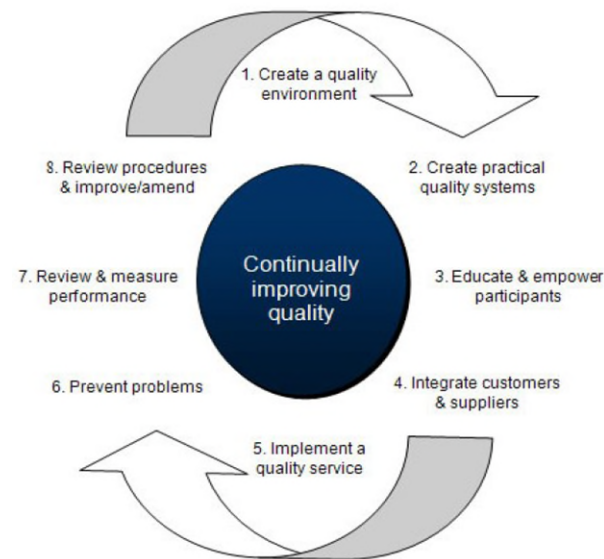 1. Create a quality
environment
2. Create practical
quality systems
3. Educate & empower
participants
4. Integrate customers
& suppliers
5. Implement a
quality service
6. Prevent problems
7. Review & measure
performance
8. Review procedures
& improve/amend
Continually
improving
quality